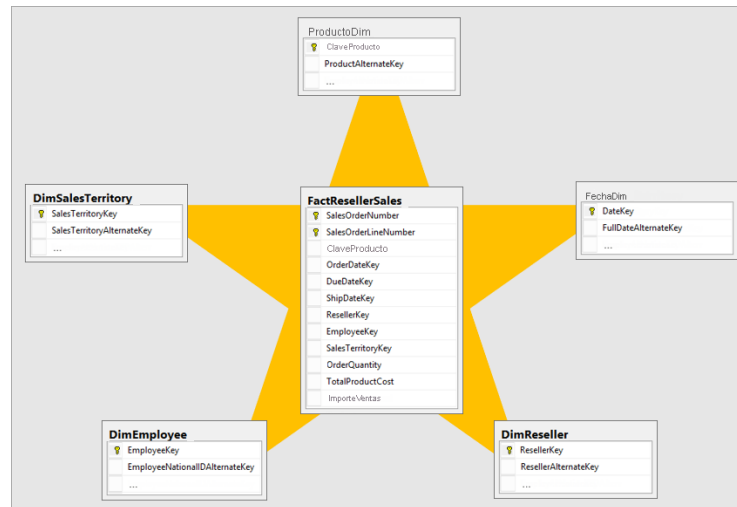 ProductoDim
ClaveProducto
ProductAlternateKey
...
DimSalesTerritory
SalesTerritoryKey
SalesTerritoryAlternateKey
...
FactResellerSales
SalesOrderNumber
SalesOrderLineNumber
ClaveProducto
OrderDateKey
DueDateKey
ShipDateKey
ResellerKey
EmployeeKey
SalesTerritoryKey
OrderQuantity
TotalProductCost
ImporteVentas
FechaDim
DateKey
FullDateAlternateKey
...
DimEmployee
EmployeeKey
EmployeeNationalIDAlternateKey
...
DimReseller
ResellerKey
ResellerAlternateKey
...